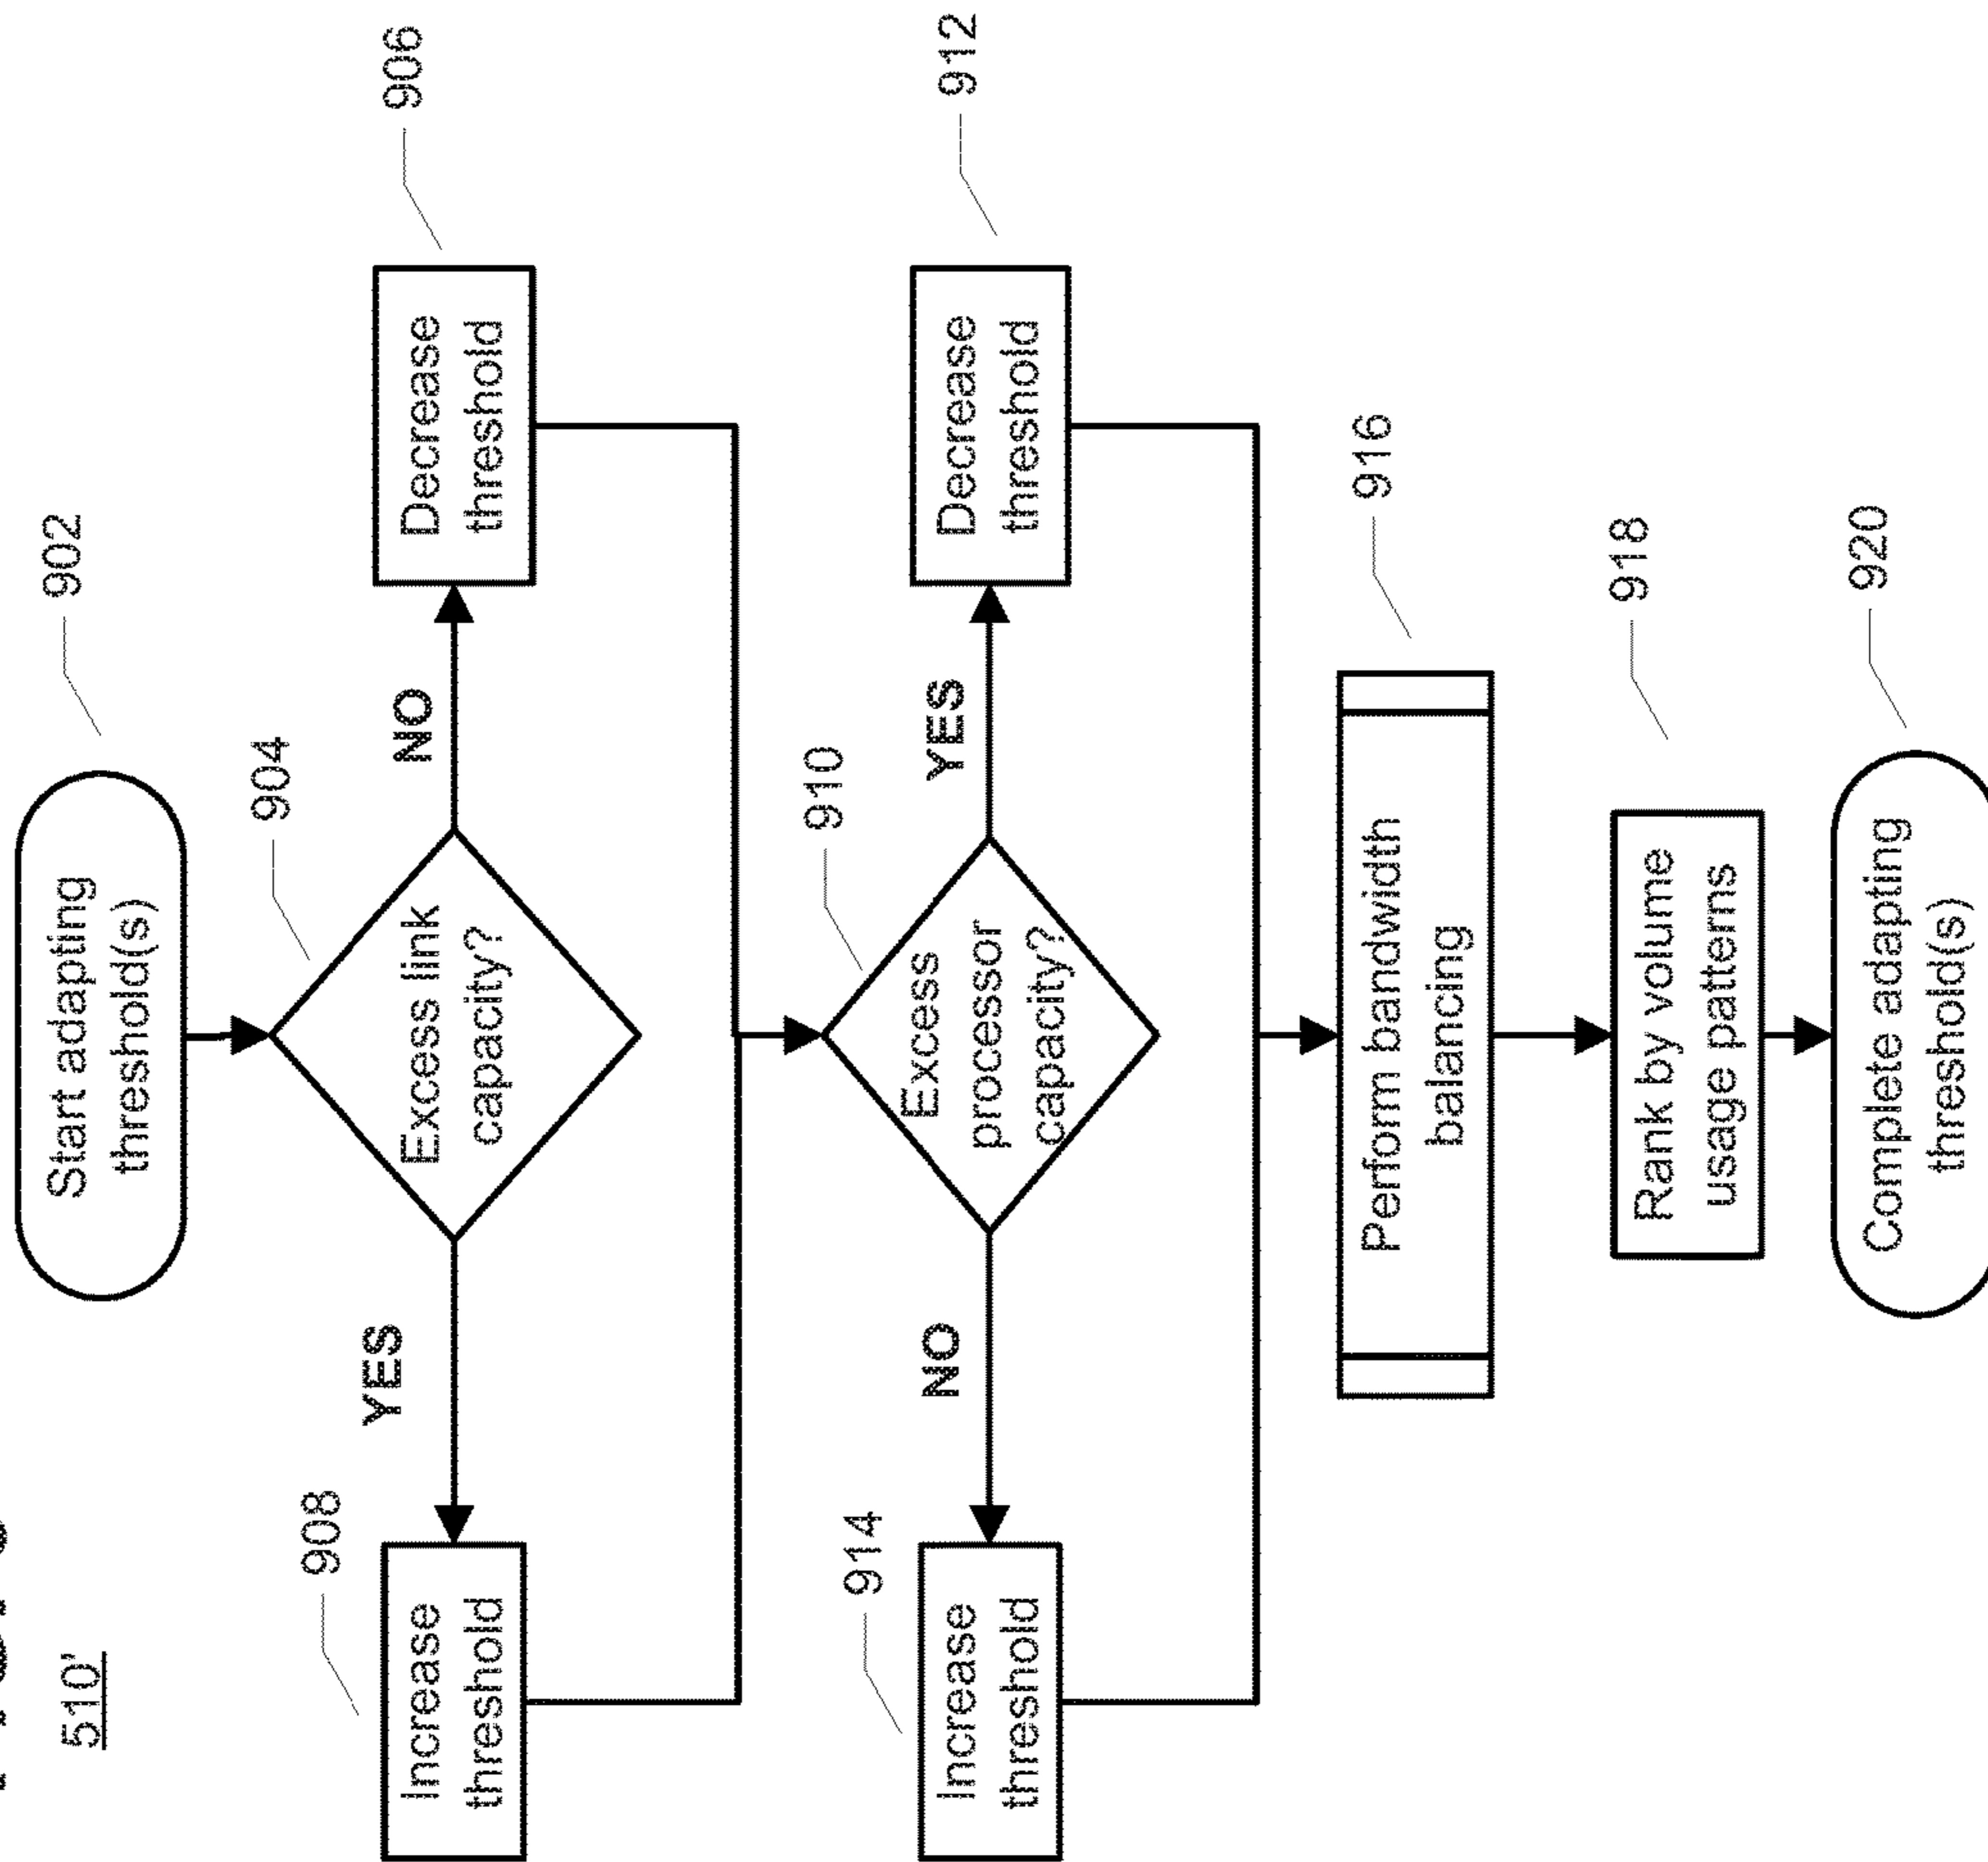 510'
902
Start adapting
threshold(s)
904
Excess link
capacity?
YES
NO
908
Increase
threshold
906
Decrease
threshold
910
Excess
processor
capacity?
NO
YES
914
Increase
threshold
912
Decrease
threshold
916
Perform bandwidth
balancing
918
Rank by volume
usage patterns
920
Complete adapting
threshold(s)